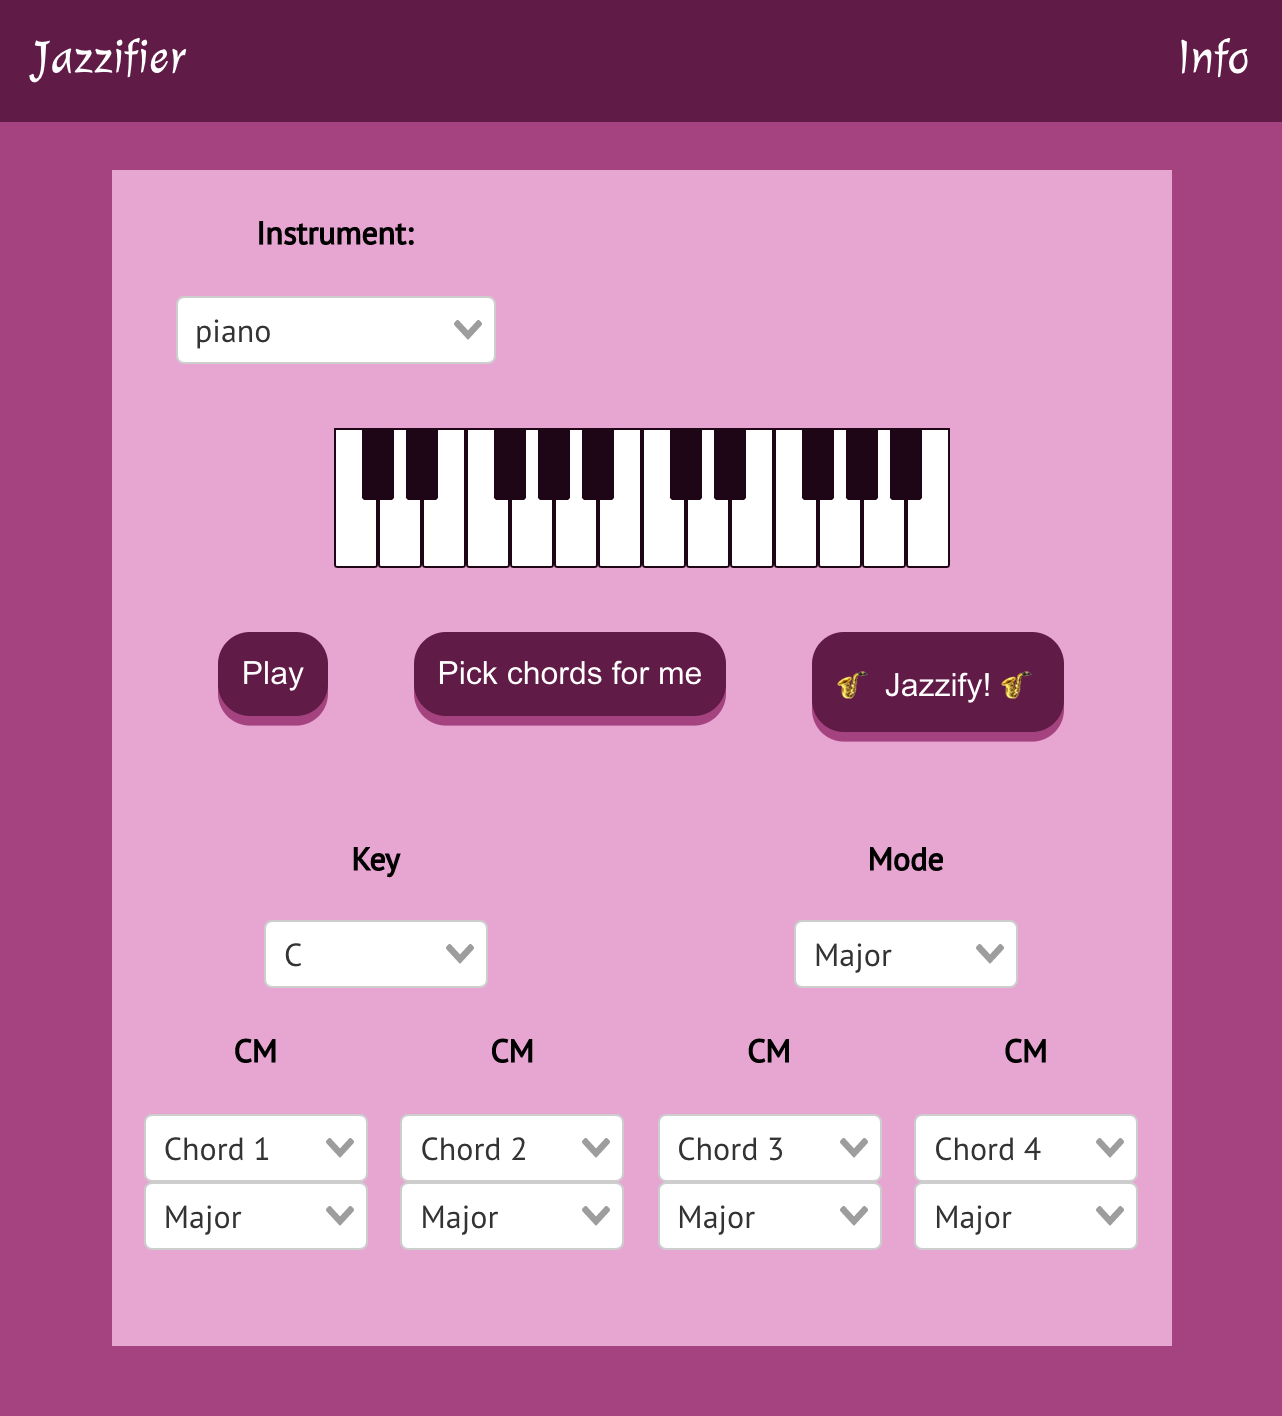 Jazzifier Info
Instrument:
piano
Play Pick chords for me 🎷 Jazzify! 🎷
Key Mode
C Major
CM CM CM CM
Chord 1 Chord 2 Chord 3 Chord 4
Major Major Major Major